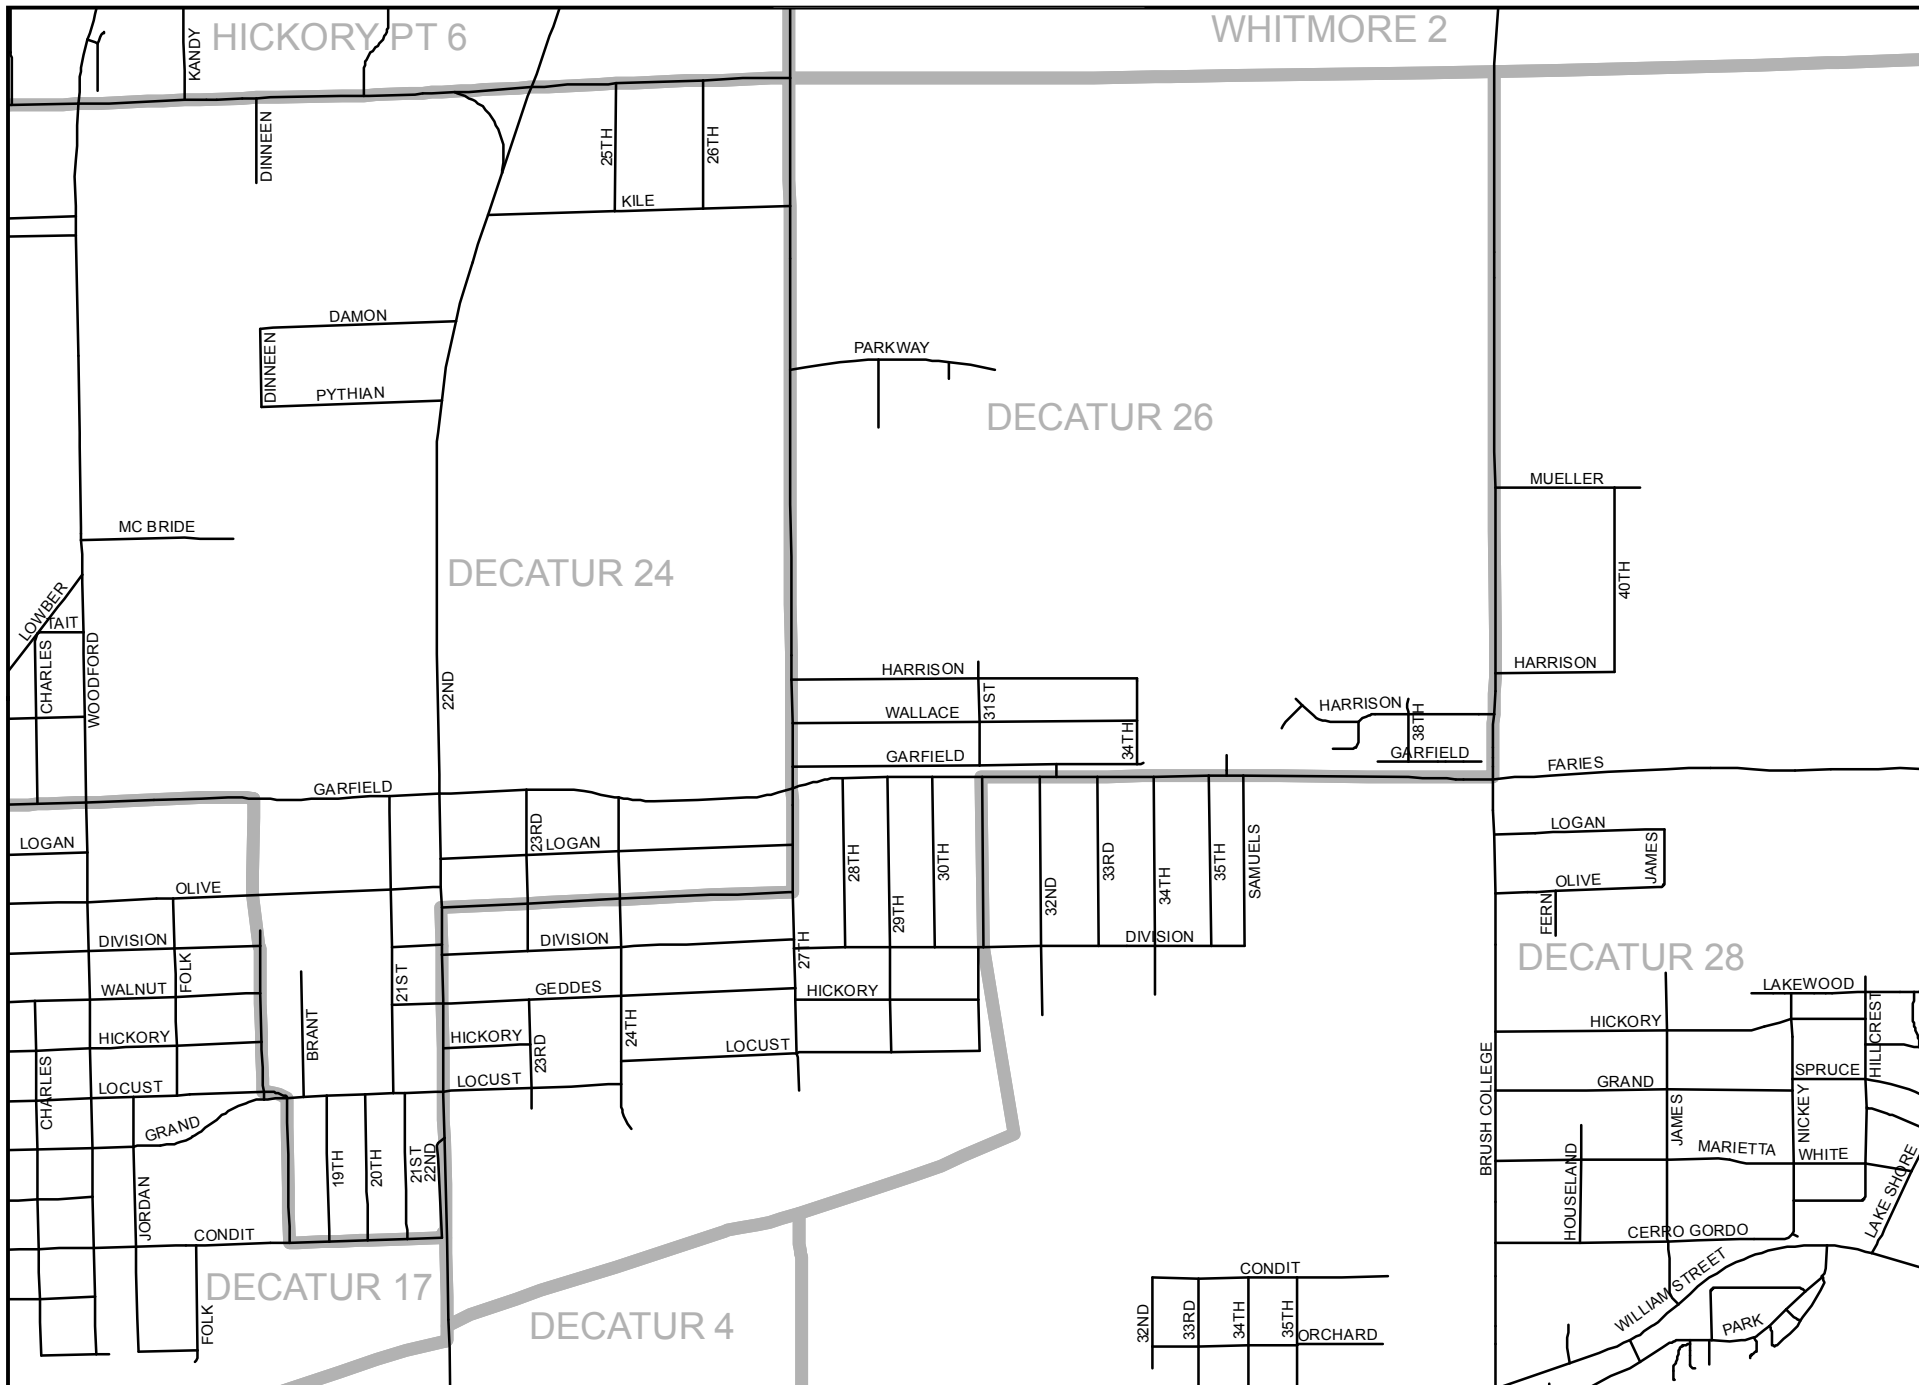 HICKORY PT 6
WHITMORE 2
KANDY
DINNEEN
25TH
26TH
KILE
DAMON
DINNEEN
PYTHIAN
PARKWAY
DECATUR 26
MUELLER
MC BRIDE
DECATUR 24
40TH
LOWBER
TAIT
CHARLES
WOODFORD
22ND
HARRISON
HARRISON
31ST
WALLACE
34TH
GARFIELD
HARRISON
38TH
GARFIELD
FARIES
GARFIELD
LOGAN
23RD
LOGAN
28TH
29TH
30TH
32ND
33RD
34TH
35TH
SAMUELS
LOGAN
JAMES
OLIVE
OLIVE
FERN
DIVISION
FOLK
DIVISION
27TH
DIVISION
DECATUR 28
WALNUT
21ST
GEDDES
HICKORY
LAKEWOOD
HICKORY
BRANT
HICKORY
23RD
24TH
LOCUST
HICKORY
HILLCREST
LOCUST
LOCUST
CHARLES
GRAND
BRUSH COLLEGE
GRAND
SPRUCE
JAMES
NICKEY
MARIETTA
WHITE
HOUSELAND
LAKE SHORE
19TH
20TH
21ST
22ND
JORDAN
CONDIT
CERRO GORDO
DECATUR 17
FOLK
DECATUR 4
CONDIT
32ND
33RD
34TH
35TH
ORCHARD
WILLIAM STREET
PARK